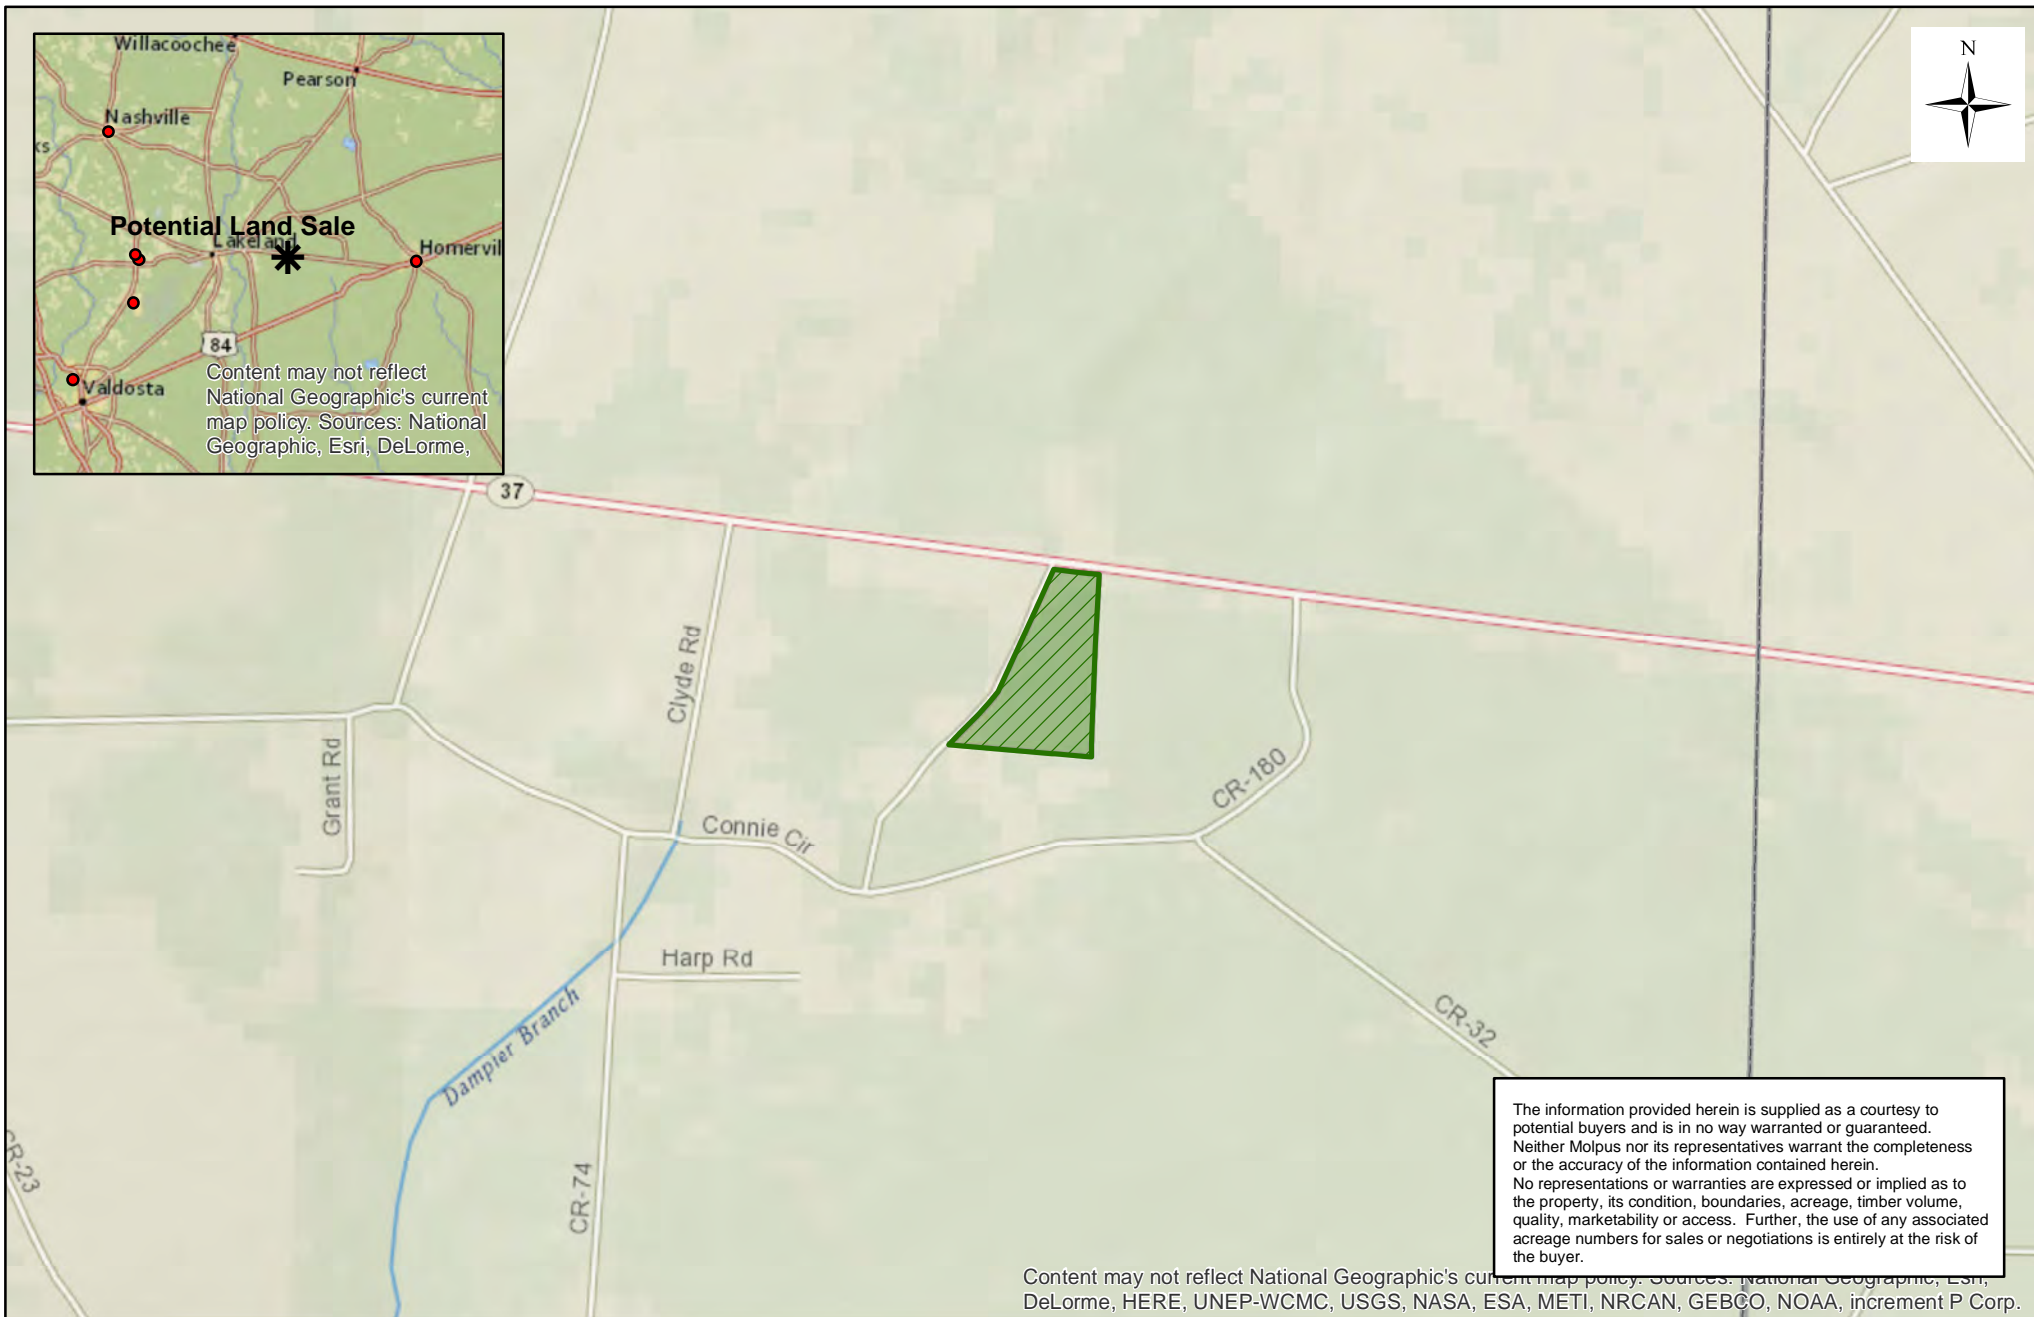 Willacoochee
Pearson
Nashville
ks
Potential Land Sale
Lakeland
Homervil
84
Valdosta
Content may not reflect
National Geographic's current
map policy. Sources: National
Geographic, Esri, DeLorme,
N
37
Clyde Rd
Grant Rd
CR-180
Connie Cir
Harp Rd
CR-32
Dampier Branch
CR-74
CR-23
The information provided herein is supplied as a courtesy to
potential buyers and is in no way warranted or guaranteed.
Neither Molpus nor its representatives warrant the completeness
or the accuracy of the information contained herein.
No representations or warranties are expressed or implied as to
the property, its condition, boundaries, acreage, timber volume,
quality, marketability or access. Further, the use of any associated
acreage numbers for sales or negotiations is entirely at the risk of
the buyer.
Content may not reflect National Geographic's current map policy. Sources: National Geographic, Esri,
DeLorme, HERE, UNEP-WCMC, USGS, NASA, ESA, METI, NRCAN, GEBCO, NOAA, increment P Corp.